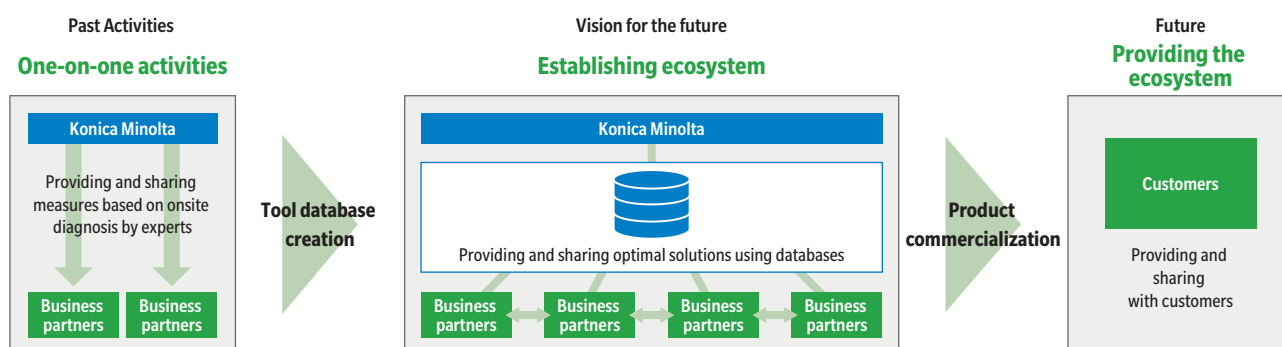 Past Activities
One-on-one activities
Konica Minolta
Providing and sharing
measures based on onsite
diagnosis by experts
Business
partners
Business
partners
Tool database
creation
Vision for the future
Establishing ecosystem
Konica Minolta
Providing and sharing optimal solutions using databases
Business
partners
Business
partners
Business
partners
Business
partners
Product
commercialization
Future
Providing the
ecosystem
Customers
Providing and
sharing
with customers